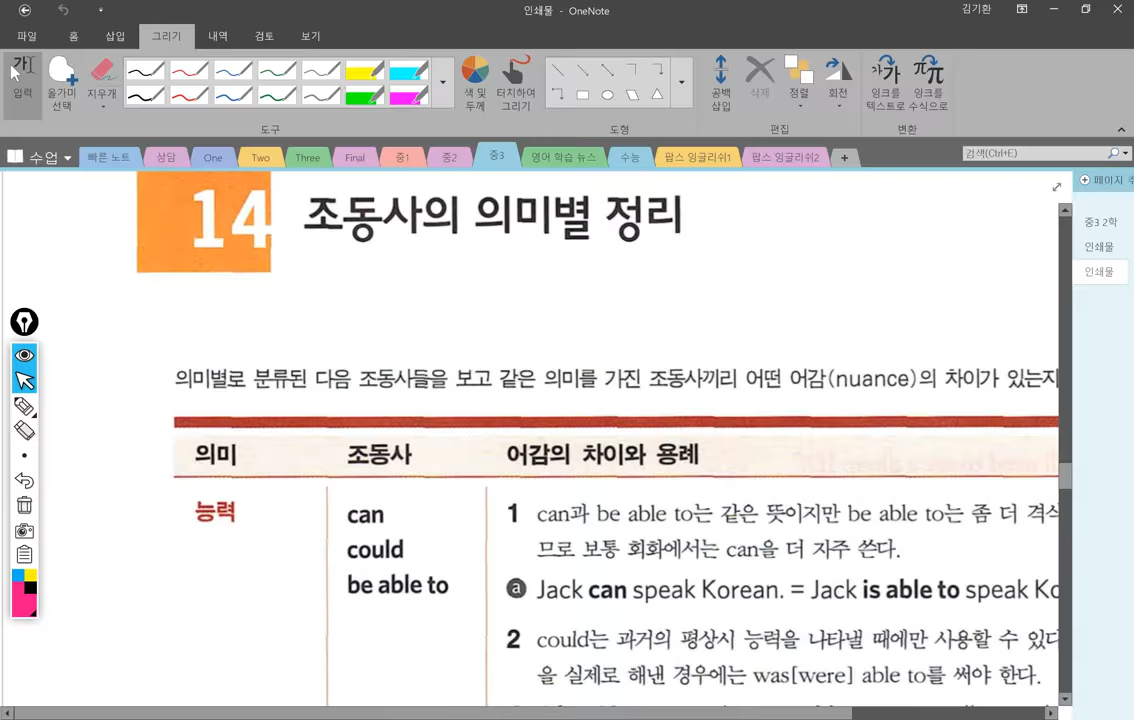 인쇄물 - OneNote
김기환
파일 홈 삽입 그리기 내역 검토 보기
가
입력
올가미
선택
지우개
색 및
두께
터치하여
그리기
공백
삽입
삭제
정렬
회전
잉크를
텍스트로
잉크를
수식으로
도구
도형
편집
변환
수업
빠른 노트
상담
One
Two
Three
Final
중1
중2
중3
영어 학습 뉴스
수능
팝스 잉글리쉬1
팝스 잉글리쉬2
검색(Ctrl+E)
페이지
중3 2학
인쇄물
인쇄물
14 조동사의 의미별 정리
의미별로 분류된 다음 조동사들을 보고 같은 의미를 가진 조동사끼리 어떤 어감(nuance)의 차이가 있는지
의미 조동사 어감의 차이와 용례
능력 can 1 can과 be able to는 같은 뜻이지만 be able to는 좀 더 격식
could 므로 보통 회화에서는 can을 더 자주 쓴다.
be able to ⓐ Jack can speak Korean. = Jack is able to speak Ko
2 could는 과거의 평상시 능력을 나타낼 때에만 사용할 수 있다
을 실제로 해낸 경우에는 was[were] able to를 써야 한다.